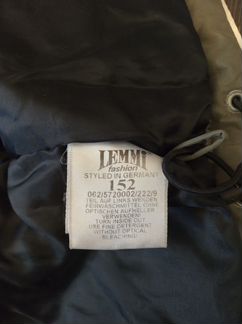 LEMMI
fashion
STYLED IN GERMANY
152
062/5720002/222/9
TEIL AUF LINKS WENDEN
FEINWASCHMITTEL OHNE
OPTISCHEN AUFHELLER
VERWENDEN!
TURN INSIDE OUT
USE FINE DETERGENT
WITHOUT OPTICAL
BLEACHING!